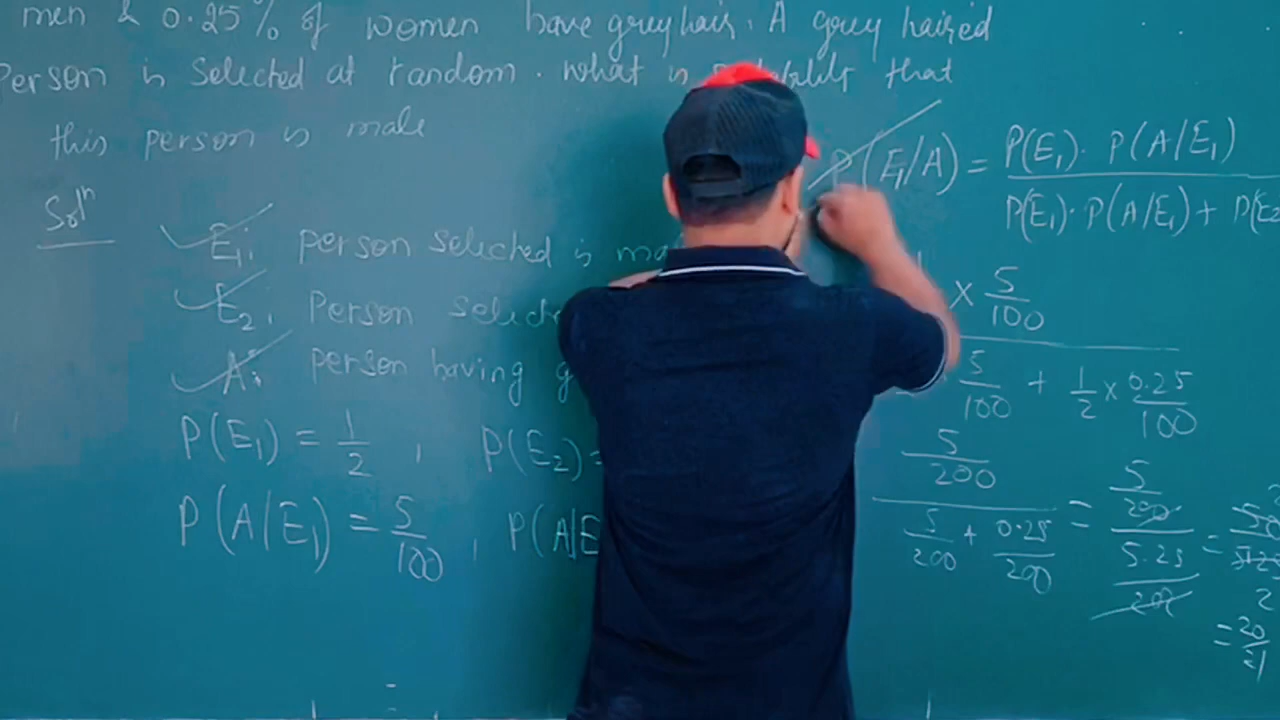 men & 0.25% of women have grey hair. A grey haired
Person is selected at random. what is that
this person is male
Solⁿ
E₁: person selected is
E₂, Person
A: person having
P(E₁) = 1/2 , P(E₂) =
P(A/E₁) = 5/100 , P(A/E
P(E₁/A) = P(E₁). P(A/E₁)
P(E₁)·P(A/E₁) + P(E₂
x 5/100
5/100 + 1/2 x 0.25/100
5/200
5/200 + 0.25/200 = 5/200 / 5.25/200 =
= 20/21